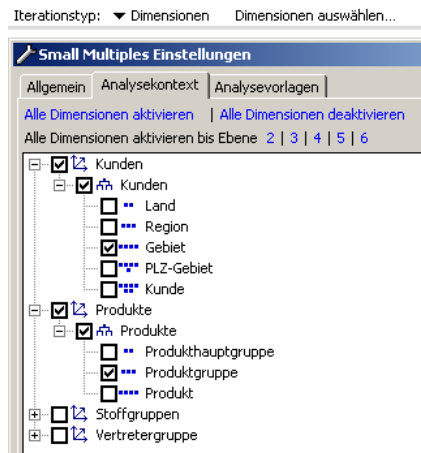 Iterationstyp: ▼ Dimensionen Dimensionen auswählen...
Small Multiples Einstellungen
Allgemein Analysekontext Analysevorlagen
Alle Dimensionen aktivieren | Alle Dimensionen deaktivieren
Alle Dimensionen aktivieren bis Ebene 2 | 3 | 4 | 5 | 6
Kunden
Kunden
Land
Region
Gebiet
PLZ-Gebiet
Kunde
Produkte
Produkte
Produkthauptgruppe
Produktgruppe
Produkt
Stoffgruppen
Vertretergruppe